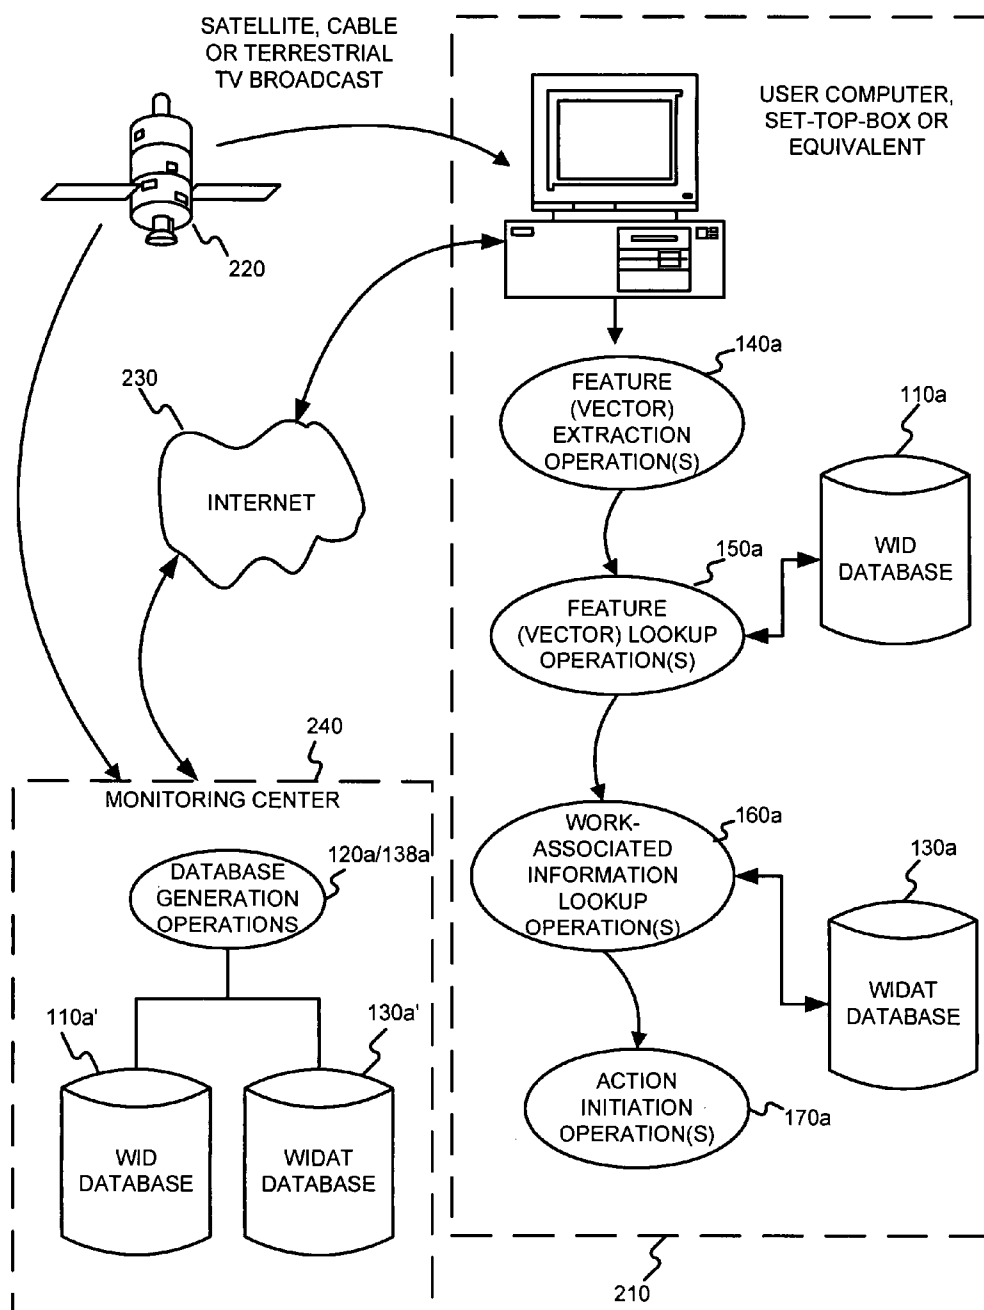 SATELLITE, CABLE
OR TERRESTRIAL
TV BROADCAST
USER COMPUTER,
SET-TOP-BOX OR
EQUIVALENT
220
230
INTERNET
140a
FEATURE
(VECTOR)
EXTRACTION
OPERATION(S)
110a
WID
DATABASE
150a
FEATURE
(VECTOR) LOOKUP
OPERATION(S)
240
MONITORING CENTER
120a/138a
DATABASE
GENERATION
OPERATIONS
160a
WORK-
ASSOCIATED
INFORMATION
LOOKUP
OPERATION(S)
130a
WIDAT
DATABASE
110a'
WID
DATABASE
130a'
WIDAT
DATABASE
ACTION
INITIATION
OPERATION(S)
170a
210